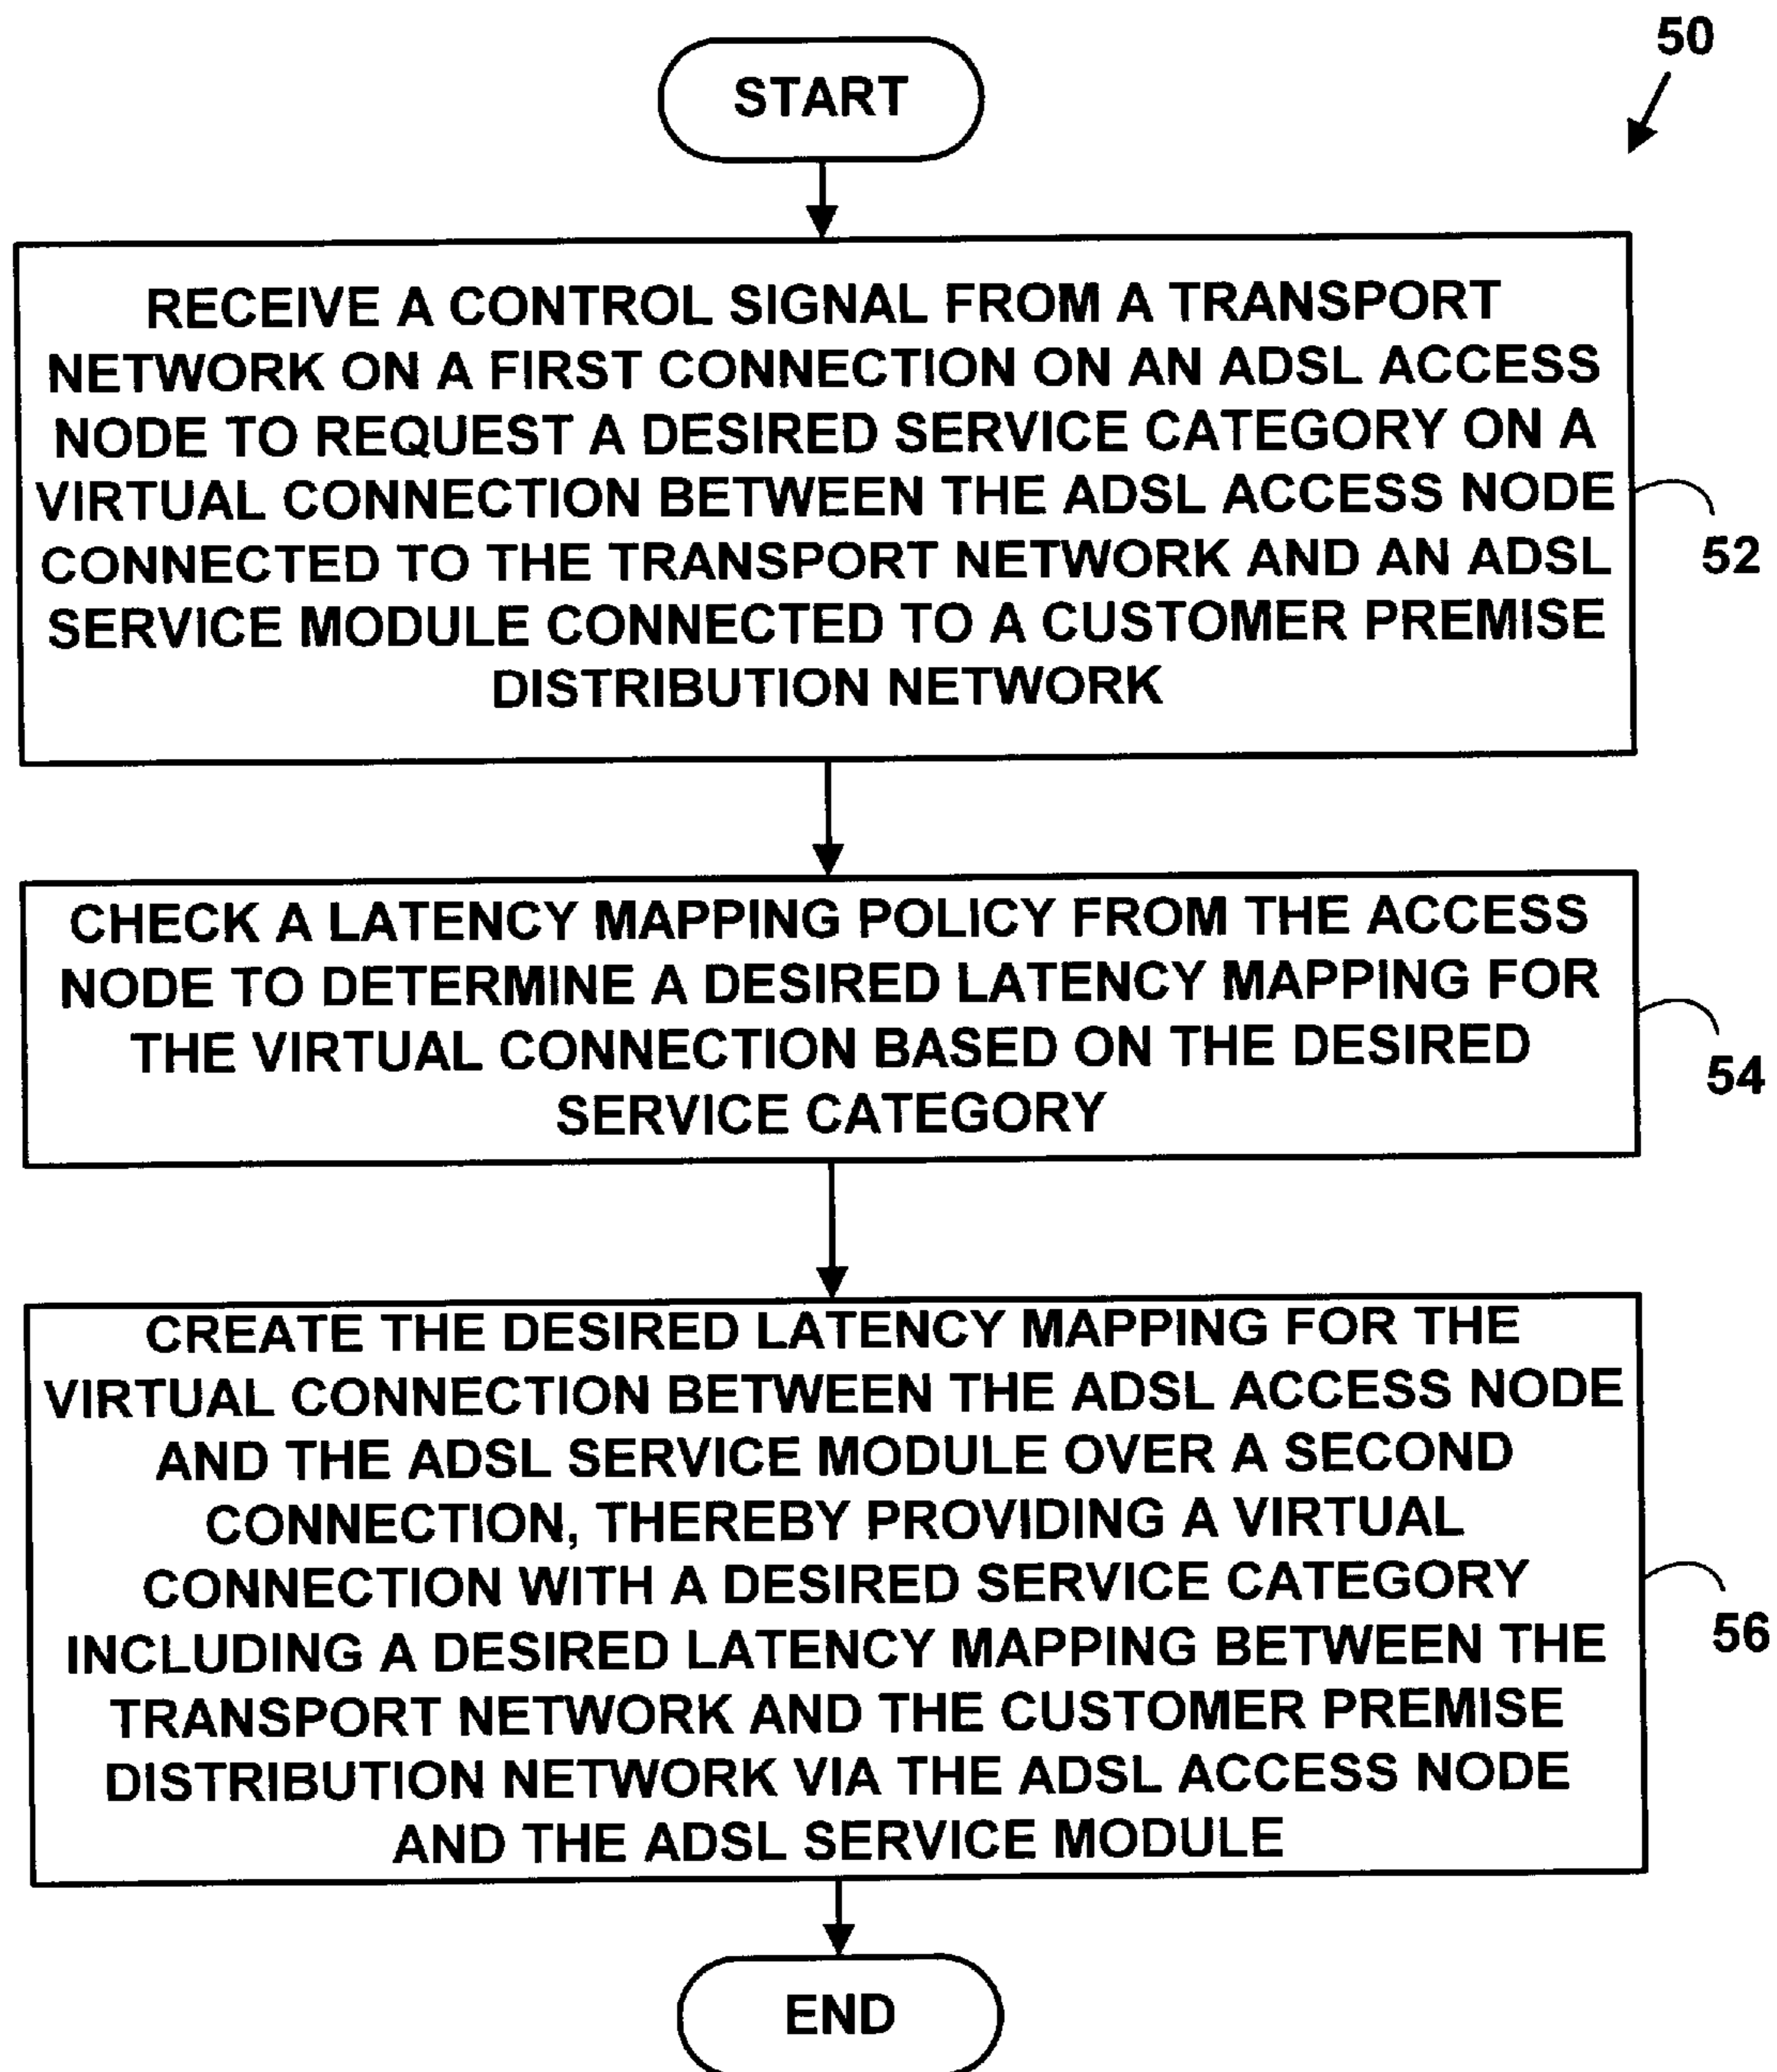 50
START
RECEIVE A CONTROL SIGNAL FROM A TRANSPORT
NETWORK ON A FIRST CONNECTION ON AN ADSL ACCESS
NODE TO REQUEST A DESIRED SERVICE CATEGORY ON A
VIRTUAL CONNECTION BETWEEN THE ADSL ACCESS NODE
CONNECTED TO THE TRANSPORT NETWORK AND AN ADSL
SERVICE MODULE CONNECTED TO A CUSTOMER PREMISE
DISTRIBUTION NETWORK
52
CHECK A LATENCY MAPPING POLICY FROM THE ACCESS
NODE TO DETERMINE A DESIRED LATENCY MAPPING FOR
THE VIRTUAL CONNECTION BASED ON THE DESIRED
SERVICE CATEGORY
54
CREATE THE DESIRED LATENCY MAPPING FOR THE
VIRTUAL CONNECTION BETWEEN THE ADSL ACCESS NODE
AND THE ADSL SERVICE MODULE OVER A SECOND
CONNECTION, THEREBY PROVIDING A VIRTUAL
CONNECTION WITH A DESIRED SERVICE CATEGORY
INCLUDING A DESIRED LATENCY MAPPING BETWEEN THE
TRANSPORT NETWORK AND THE CUSTOMER PREMISE
DISTRIBUTION NETWORK VIA THE ADSL ACCESS NODE
AND THE ADSL SERVICE MODULE
56
END